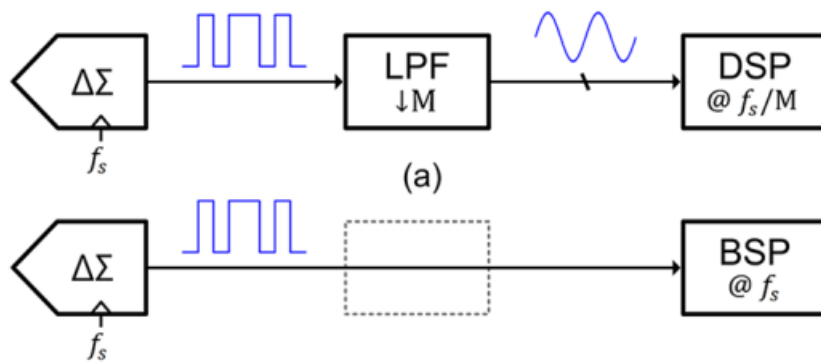 ΔΣ
f_s
LPF
↓M
DSP
@ f_s/M
(a)
ΔΣ
f_s
BSP
@ f_s